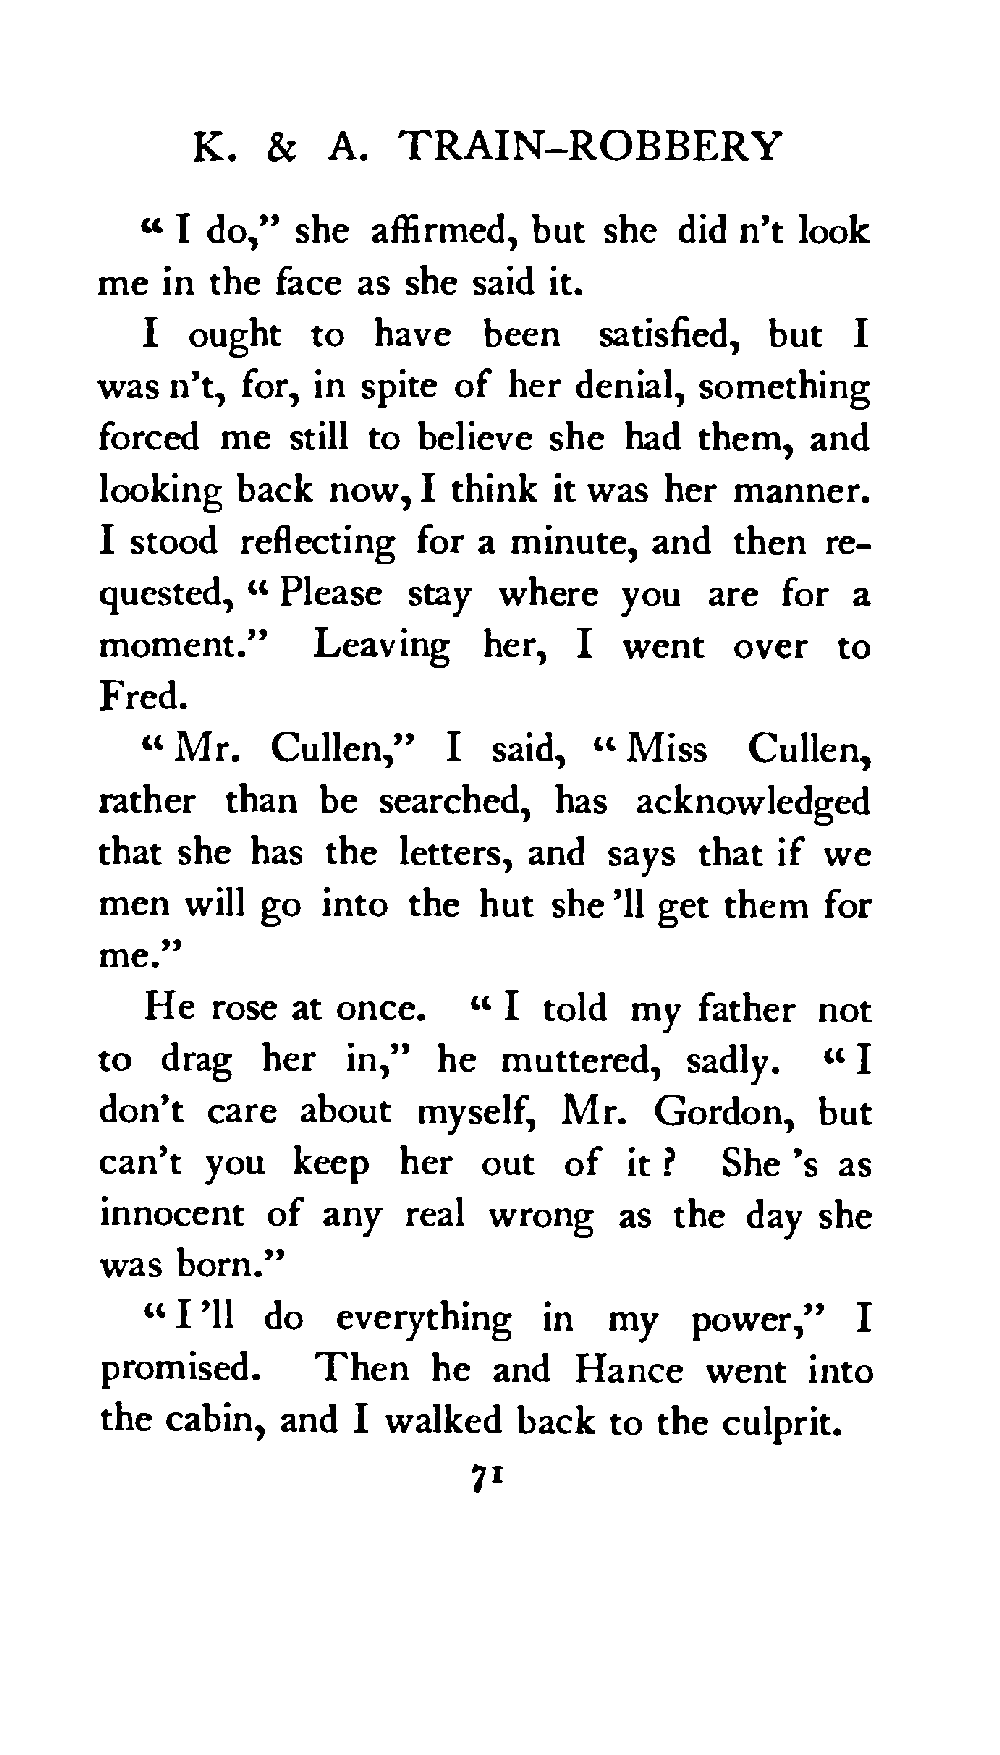 K. & A. TRAIN-ROBBERY
“ I do,” she affirmed, but she did n’t look
me in the face as she said it.
I ought to have been satisfied, but I
was n’t, for, in spite of her denial, something
forced me still to believe she had them, and
looking back now, I think it was her manner.
I stood reflecting for a minute, and then re-
quested, “ Please stay where you are for a
moment.” Leaving her, I went over to
Fred.
“ Mr. Cullen,” I said, “ Miss Cullen,
rather than be searched, has acknowledged
that she has the letters, and says that if we
men will go into the hut she ’ll get them for
me.”
He rose at once. “ I told my father not
to drag her in,” he muttered, sadly. “ I
don’t care about myself, Mr. Gordon, but
can’t you keep her out of it ? She ’s as
innocent of any real wrong as the day she
was born.”
“ I ’ll do everything in my power,” I
promised. Then he and Hance went into
the cabin, and I walked back to the culprit.
71